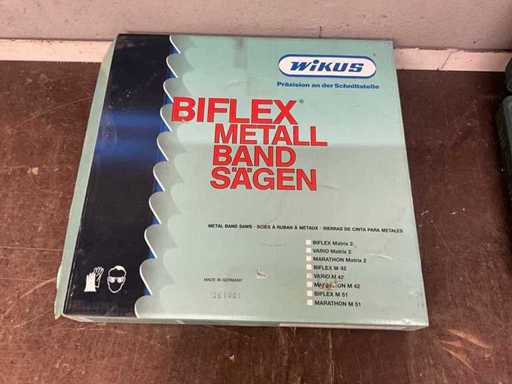 WIKUS
Präzision an der Schnittstelle
BIFLEX®
METALL
BAND
SÄGEN
METAL BAND SAWS - SCIES À RUBAN À MÉTAUX - SIERRAS DE CINTA PARA METALES
BIFLEX Matrix 2
VARIO Matrix 2
MARATHON Matrix 2
BIFLEX M 42
VARIO M 42
MARATHON M 42
BIFLEX M 51
MARATHON M 51
MADE IN GERMANY